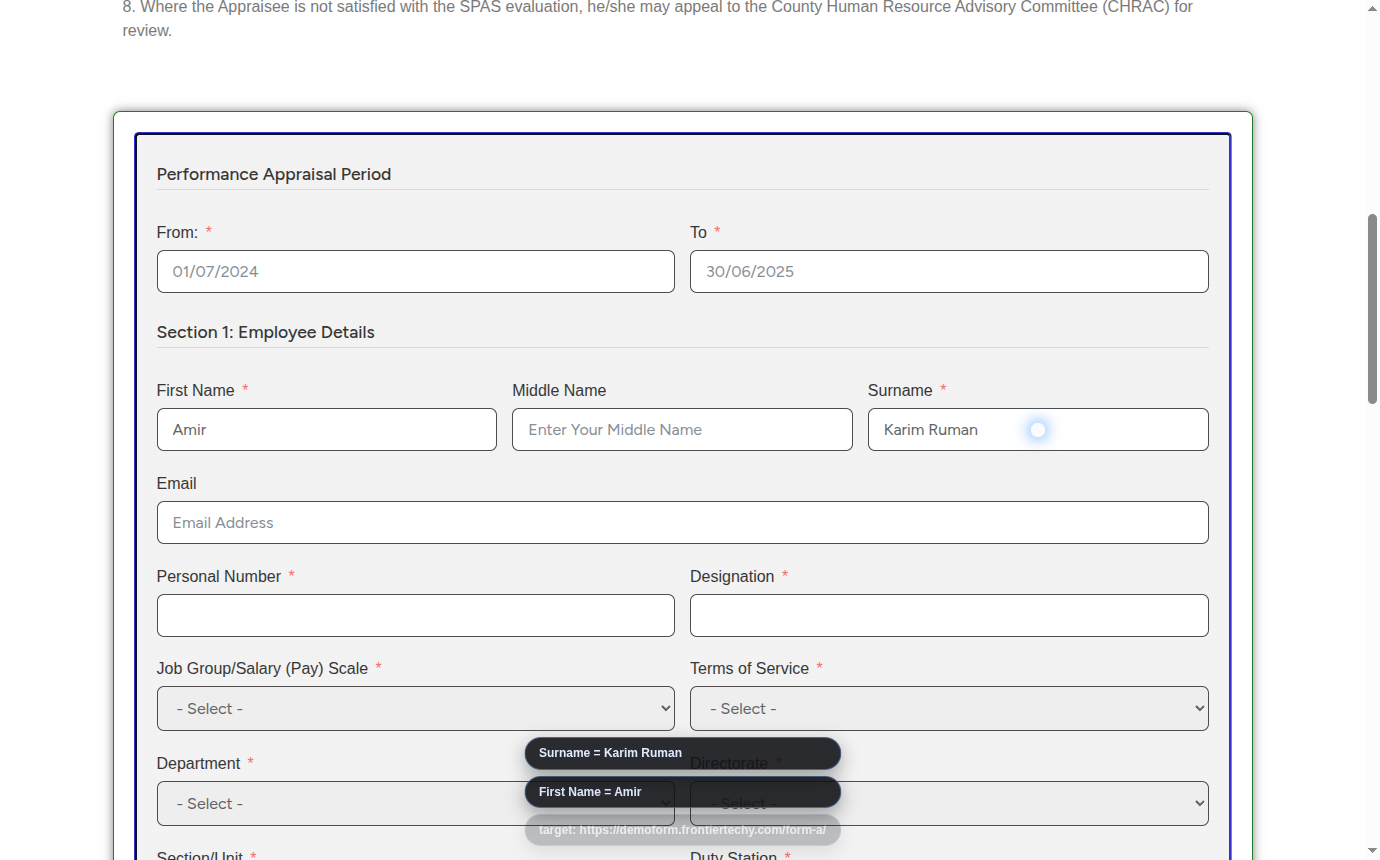 8. Where the Appraisee is not satisfied with the SPAS evaluation, he/she may appeal to the County Human Resource Advisory Committee (CHRAC) for
review.
Performance Appraisal Period
From: *
To *
01/07/2024
30/06/2025
Section 1: Employee Details
First Name *
Middle Name
Surname *
Amir
Enter Your Middle Name
Karim Ruman
Email
Email Address
Personal Number *
Designation *
Job Group/Salary (Pay) Scale *
Terms of Service *
- Select -
- Select -
Surname = Karim Ruman
Department *
Directorate *
First Name = Amir
- Select -
- Select -
target: https://demoform.frontiertechy.com/form-a/
Section/Unit *
Duty Station *